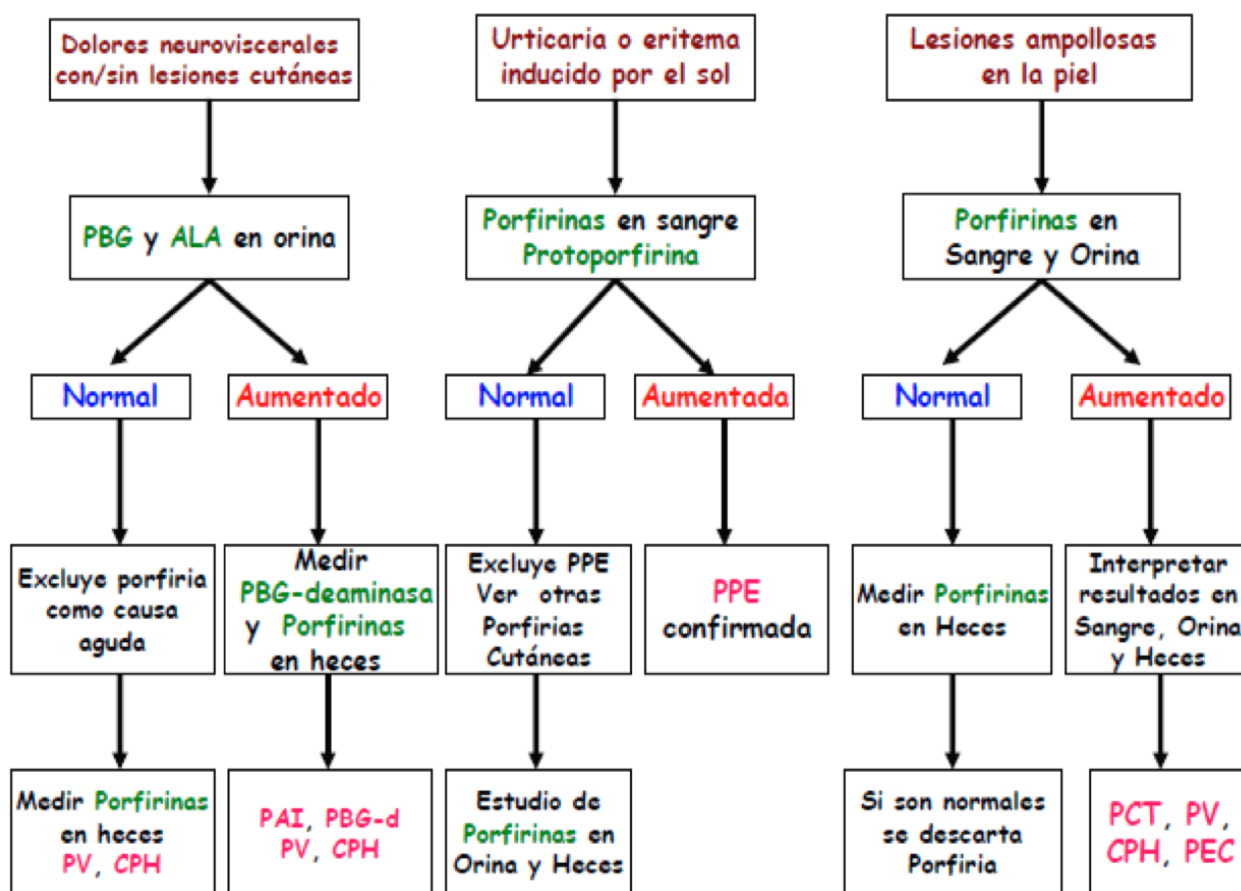 Dolores neuroviscerales
con/sin lesiones cutáneas
PBG y ALA en orina
Normal
Aumentado
Excluye porfiria
como causa
aguda
Medir
PBG-deaminasa
y Porfirinas
en heces
Medir Porfirinas
en heces
PV, CPH
PAI, PBG-d
PV, CPH
Urticaria o eritema
inducido por el sol
Porfirinas en sangre
Protoporfirina
Normal
Aumentada
Excluye PPE
Ver otras
Porfirias
Cutáneas
PPE
confirmada
Estudio de
Porfirinas en
Orina y Heces
Lesiones ampollosas
en la piel
Porfirinas en
Sangre y Orina
Normal
Aumentado
Medir Porfirinas
en Heces
Interpretar
resultados en
Sangre, Orina
y Heces
Si son normales
se descarta
Porfiria
PCT, PV,
CPH, PEC